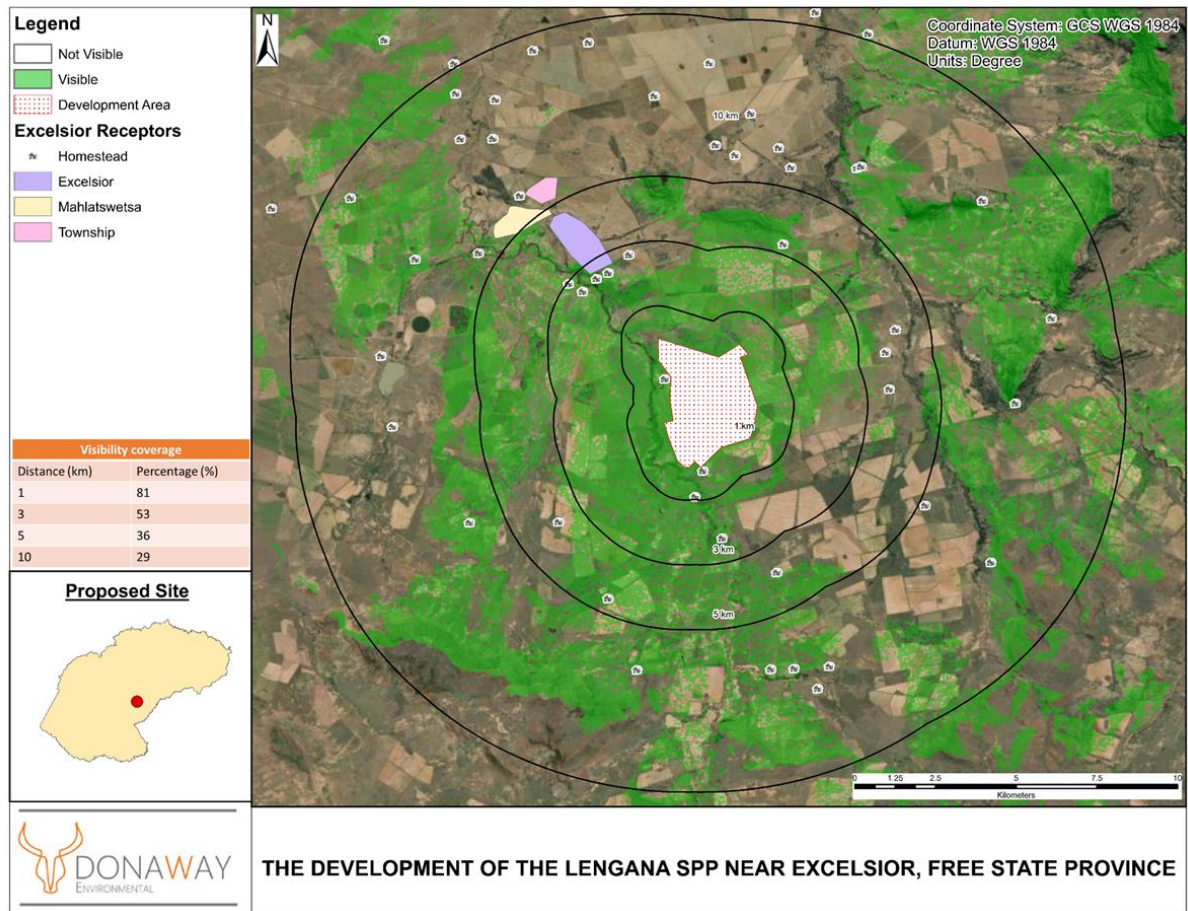 Legend
Not Visible
Visible
Development Area
Excelsior Receptors
Homestead
Excelsior
Mahlatswetsa
Township
Visibility coverage
Distance (km) Percentage (%)
1 81
3 53
5 36
10 29
Proposed Site
DONAWAY
ENVIRONMENTAL
N
Coordinate System: GCS WGS 1984
Datum: WGS 1984
Units: Degree
10 km
1 km
3 km
5 km
0 1.25 2.5 5 7.5 10
Kilometers
THE DEVELOPMENT OF THE LENGANA SPP NEAR EXCELSIOR, FREE STATE PROVINCE